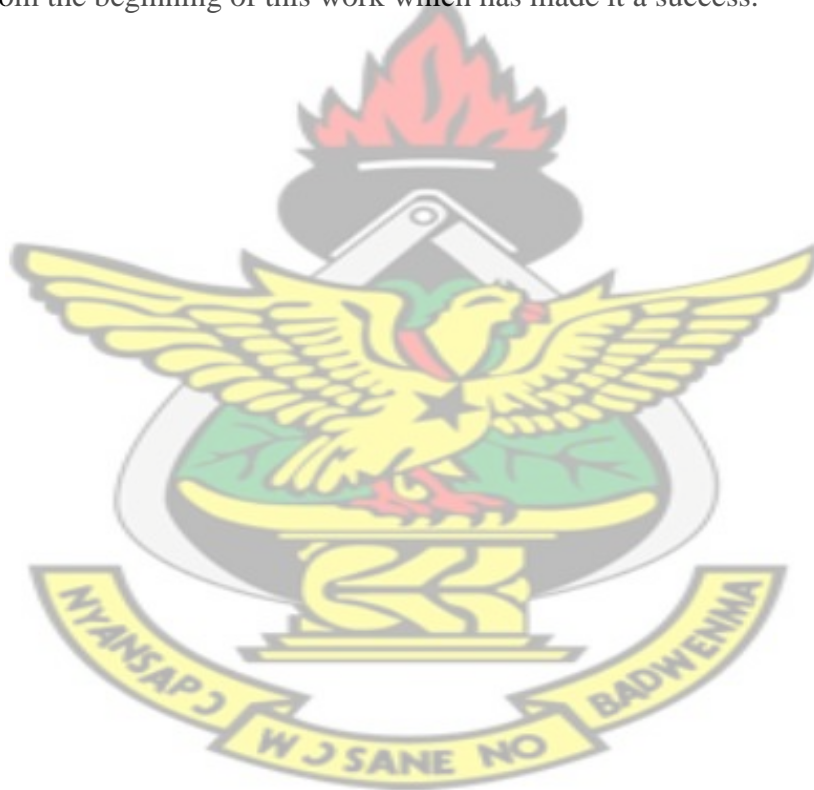 om the beginning of this work which has made it a success.
NYANSAPƆ
WƆSANE NO
BADWENMA